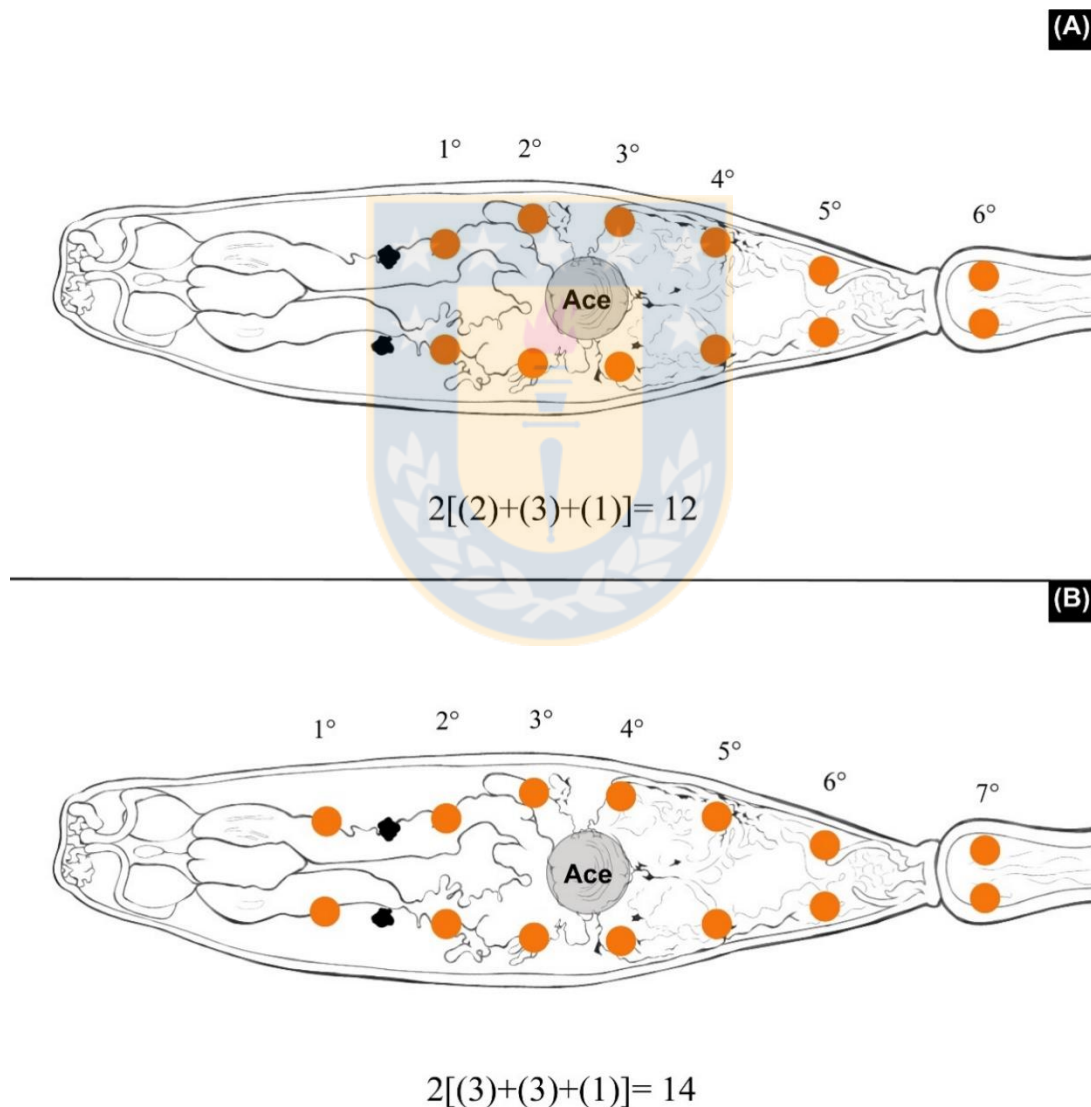 (A)
1° 2° 3° 4° 5° 6°
Ace
2[(2)+(3)+(1)]= 12
(B)
1° 2° 3° 4° 5° 6° 7°
Ace
2[(3)+(3)+(1)]= 14